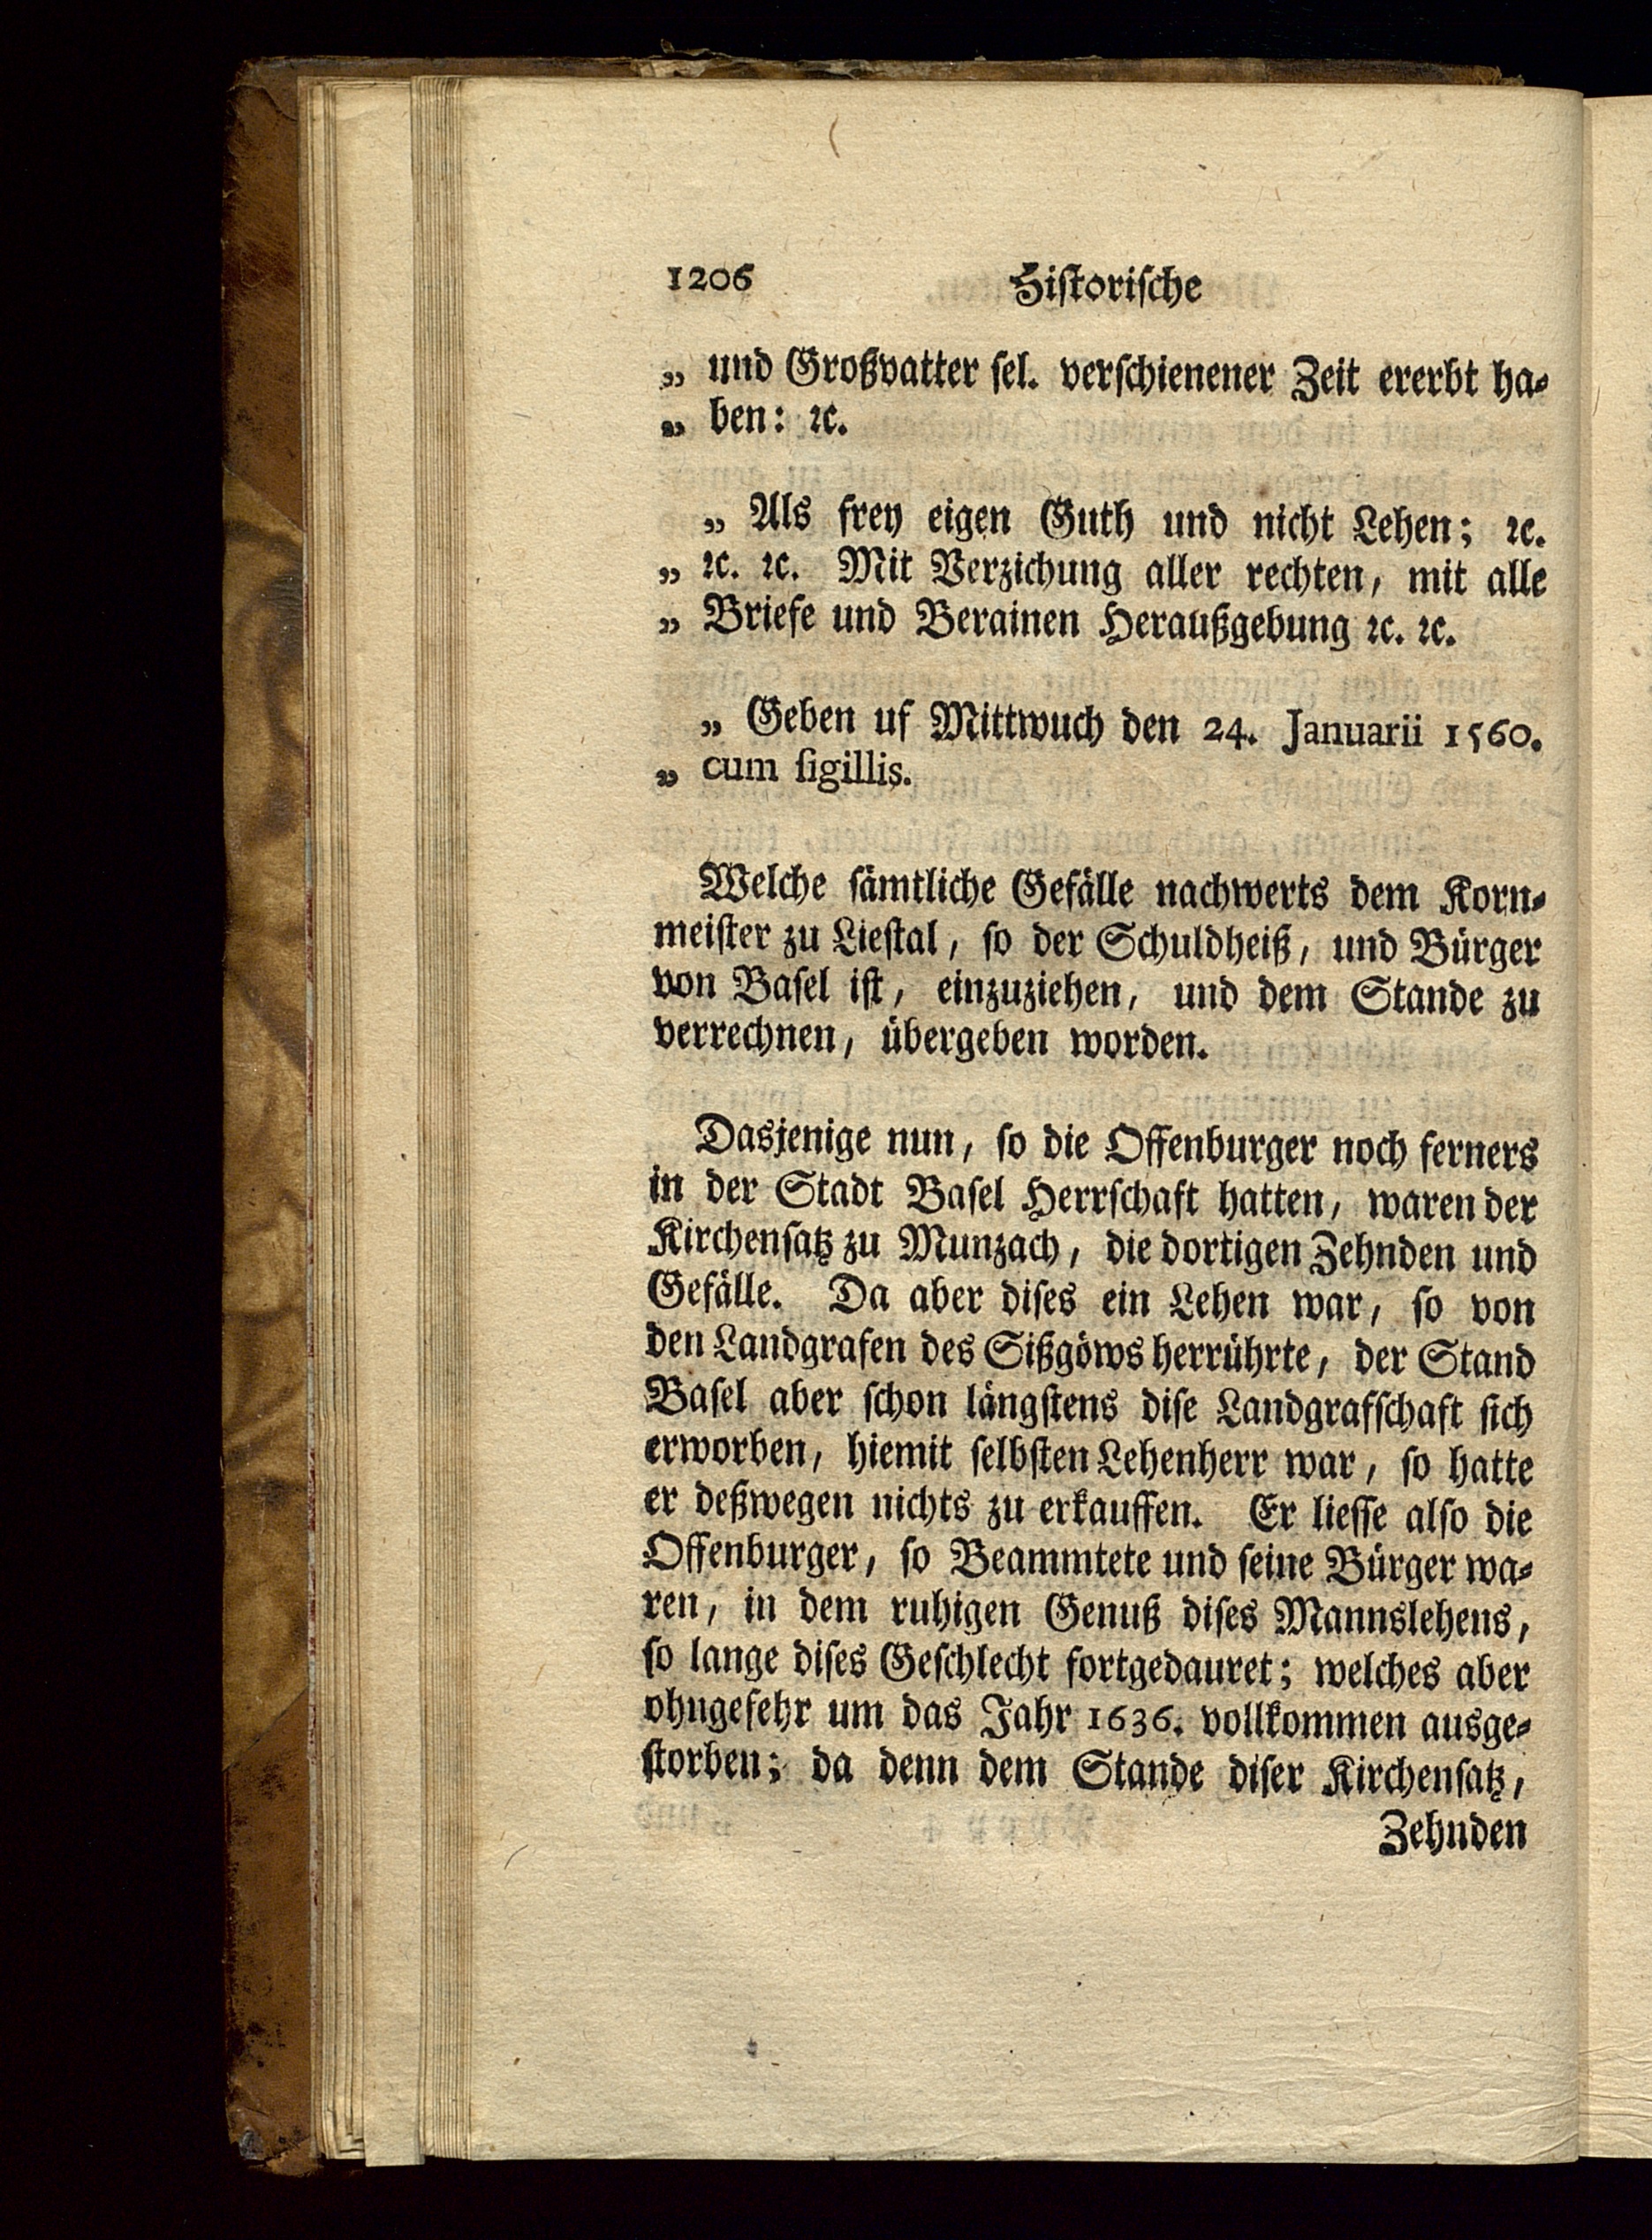 1206 Historische
„ und Großvatter sel. verschienener Zeit ererbt ha-
„ ben: ꝛc.
„ Als frey eigen Guth und nicht Lehen; ꝛc.
„ ꝛc. ꝛc. Mit Verzichung aller rechten, mit alle
„ Briefe und Berainen Heraußgebung ꝛc. ꝛc.
„ Geben uf Mittwuch den 24. Januarii 1560.
„ cum sigillis.
Welche sämtliche Gefälle nachwerts dem Korn-
meister zu Liestal, so der Schuldheiß, und Bürger
von Basel ist, einzuziehen, und dem Stande zu
verrechnen, übergeben worden.
Dasjenige nun, so die Offenburger noch ferners
in der Stadt Basel Herrschaft hatten, waren der
Kirchensatz zu Munzach, die dortigen Zehnden und
Gefälle. Da aber dises ein Lehen war, so von
den Landgrafen des Sißgöws herrührte, der Stand
Basel aber schon längstens dise Landgrafschaft sich
erworben, hiemit selbsten Lehenherr war, so hatte
er deßwegen nichts zu erkauffen. Er liesse also die
Offenburger, so Beammtete und seine Bürger wa-
ren, in dem ruhigen Genuß dises Mannslehens,
so lange dises Geschlecht fortgedauret; welches aber
ohngefehr um das Jahr 1636. vollkommen ausge-
storben; da denn dem Stande diser Kirchensatz,
Zehnden